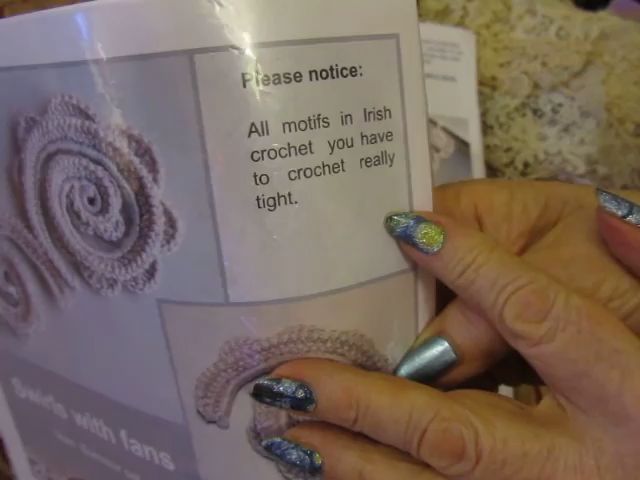 Please notice:
All motifs in Irish
crochet you have
to crochet really
tight.
Swirls with fans